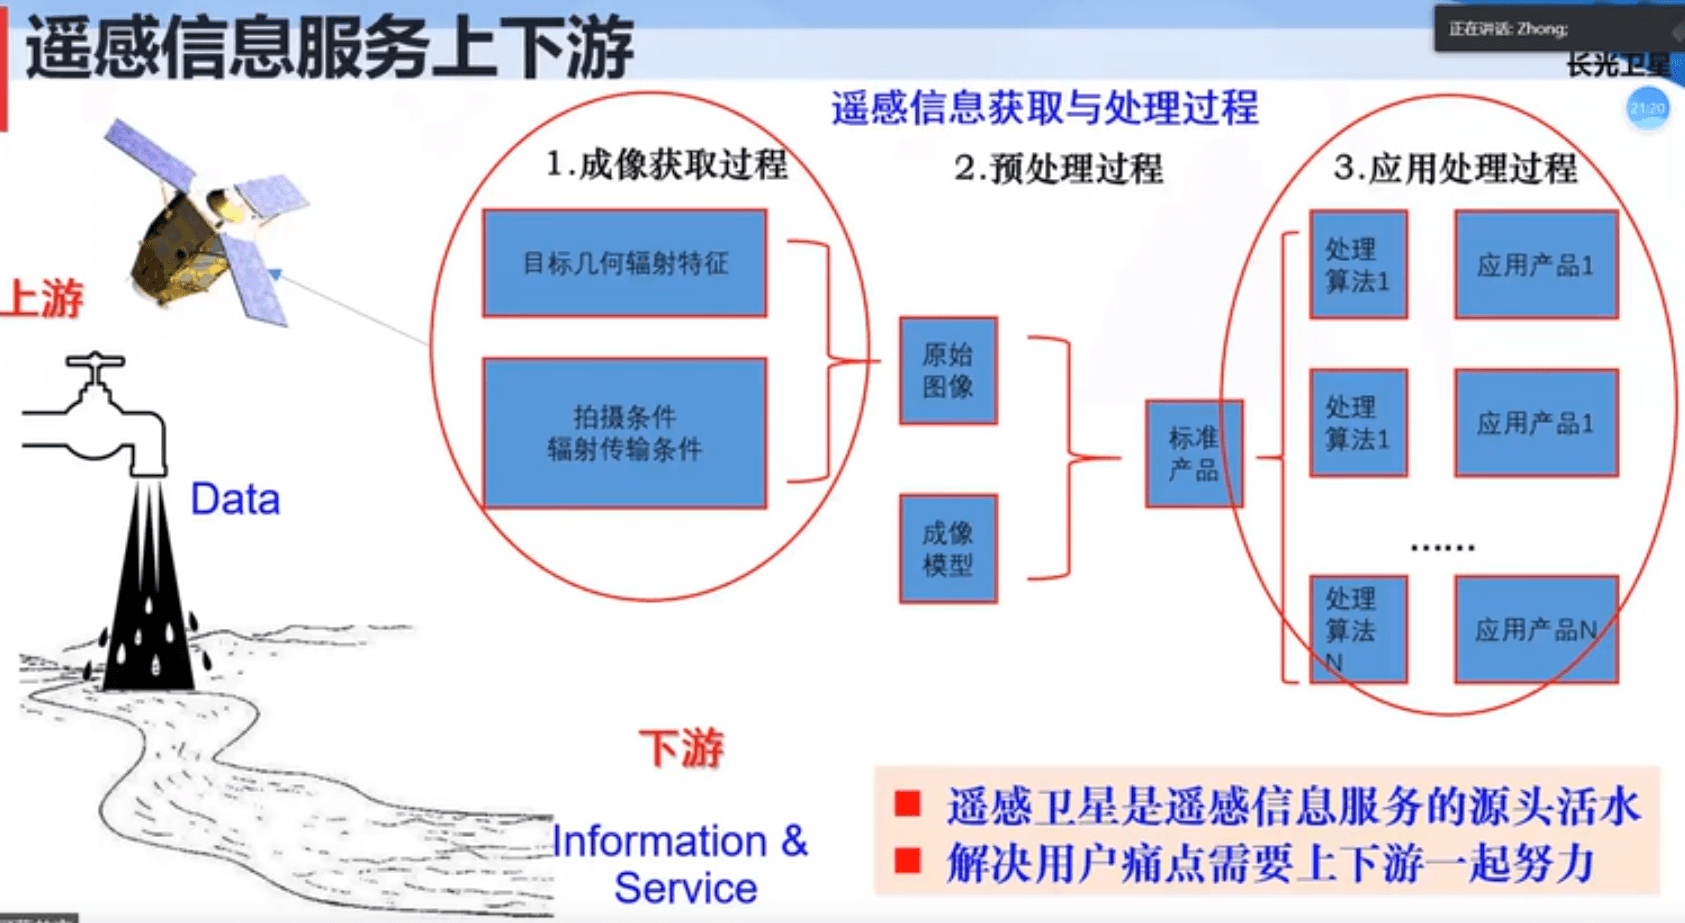 遥感信息服务上下游
正在讲话: Zhong;
长光卫星
21:20
遥感信息获取与处理过程
1.成像获取过程
2.预处理过程
3.应用处理过程
目标几何辐射特征
拍摄条件
辐射传输条件
原始
图像
成像
模型
标准
产品
处理
算法1
应用产品1
处理
算法1
应用产品1
……
处理
算法
N
应用产品N
上游
Data
下游
Information &
Service
遥感卫星是遥感信息服务的源头活水
解决用户痛点需要上下游一起努力